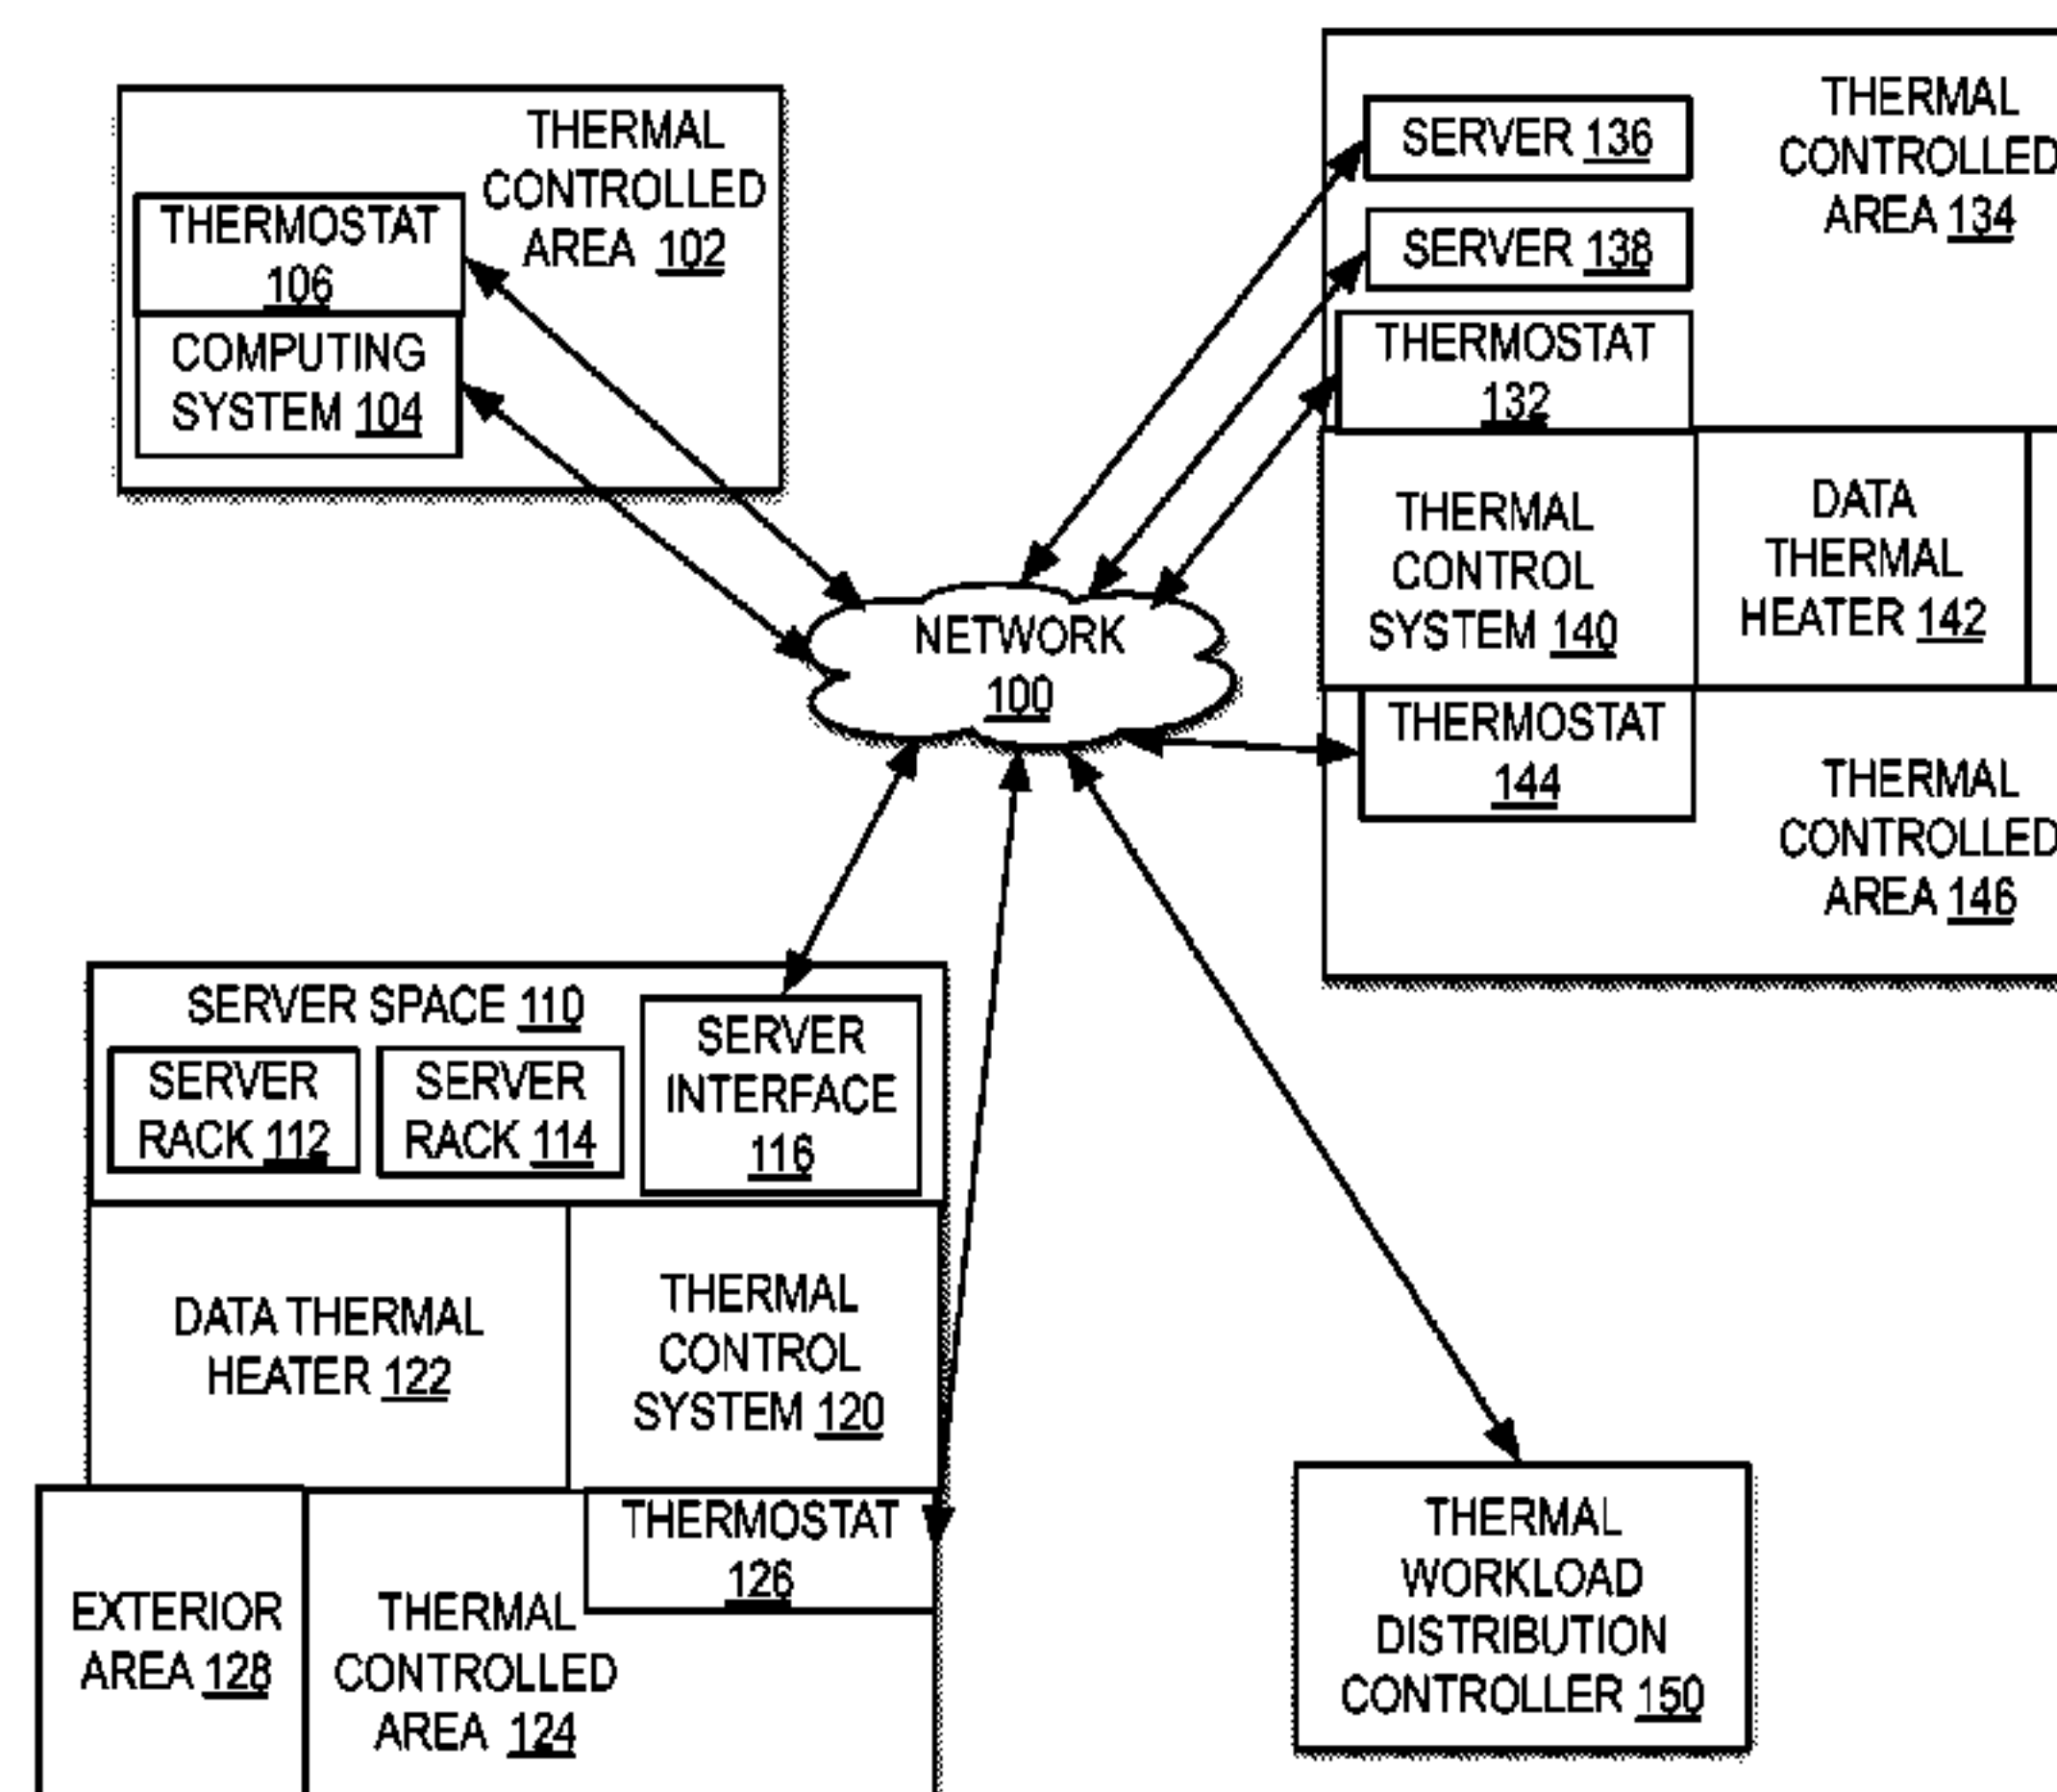 THERMAL
CONTROLLED
AREA 102
THERMOSTAT
106
COMPUTING
SYSTEM 104
THERMAL
CONTROLLED
AREA 134
SERVER 136
SERVER 138
THERMOSTAT
132
THERMAL
CONTROL
SYSTEM 140
DATA
THERMAL
HEATER 142
NETWORK
100
THERMOSTAT
144
THERMAL
CONTROLLED
AREA 146
SERVER SPACE 110
SERVER
RACK 112
SERVER
RACK 114
SERVER
INTERFACE
116
DATA THERMAL
HEATER 122
THERMAL
CONTROL
SYSTEM 120
THERMOSTAT
126
EXTERIOR
AREA 128
THERMAL
CONTROLLED
AREA 124
THERMAL
WORKLOAD
DISTRIBUTION
CONTROLLER 150